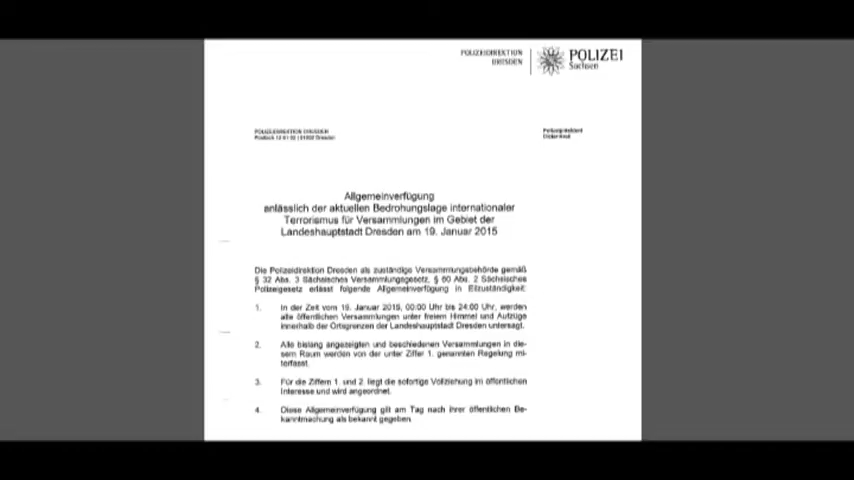 POLIZEIDIREKTION
DRESDEN
POLIZEI
Sachsen
POLIZEIDIREKTION DRESDEN
Dresden
Polizeipräsident
Allgemeinverfügung
anlässlich der aktuellen Bedrohungslage internationaler
Terrorismus für Versammlungen im Gebiet der
Landeshauptstadt Dresden am 19. Januar 2015
Die Polizeidirektion Dresden als zuständige Versammlungsbehörde gemäß
§ 32 Abs. 3 Sächsisches Versammlungsgesetz, § 60 Abs. 2 Sächsisches
Polizeigesetz erlässt folgende Allgemeinverfügung in Eilzuständigkeit:
1. In der Zeit vom 19. Januar 2015, 00:00 Uhr bis 24:00 Uhr, werden
alle öffentlichen Versammlungen unter freiem Himmel und Aufzüge
innerhalb der Ortsgrenzen der Landeshauptstadt Dresden untersagt.
2. Alle bislang angezeigten und beschiedenen Versammlungen in die-
sem Raum werden von der unter Ziffer 1. genannten Regelung mit
erfasst.
3. Für die Ziffern 1. und 2. liegt die sofortige Vollziehung im öffentlichen
Interesse und wird angeordnet.
4. Diese Allgemeinverfügung gilt am Tag nach ihrer öffentlichen Be-
kanntmachung als bekannt gegeben.